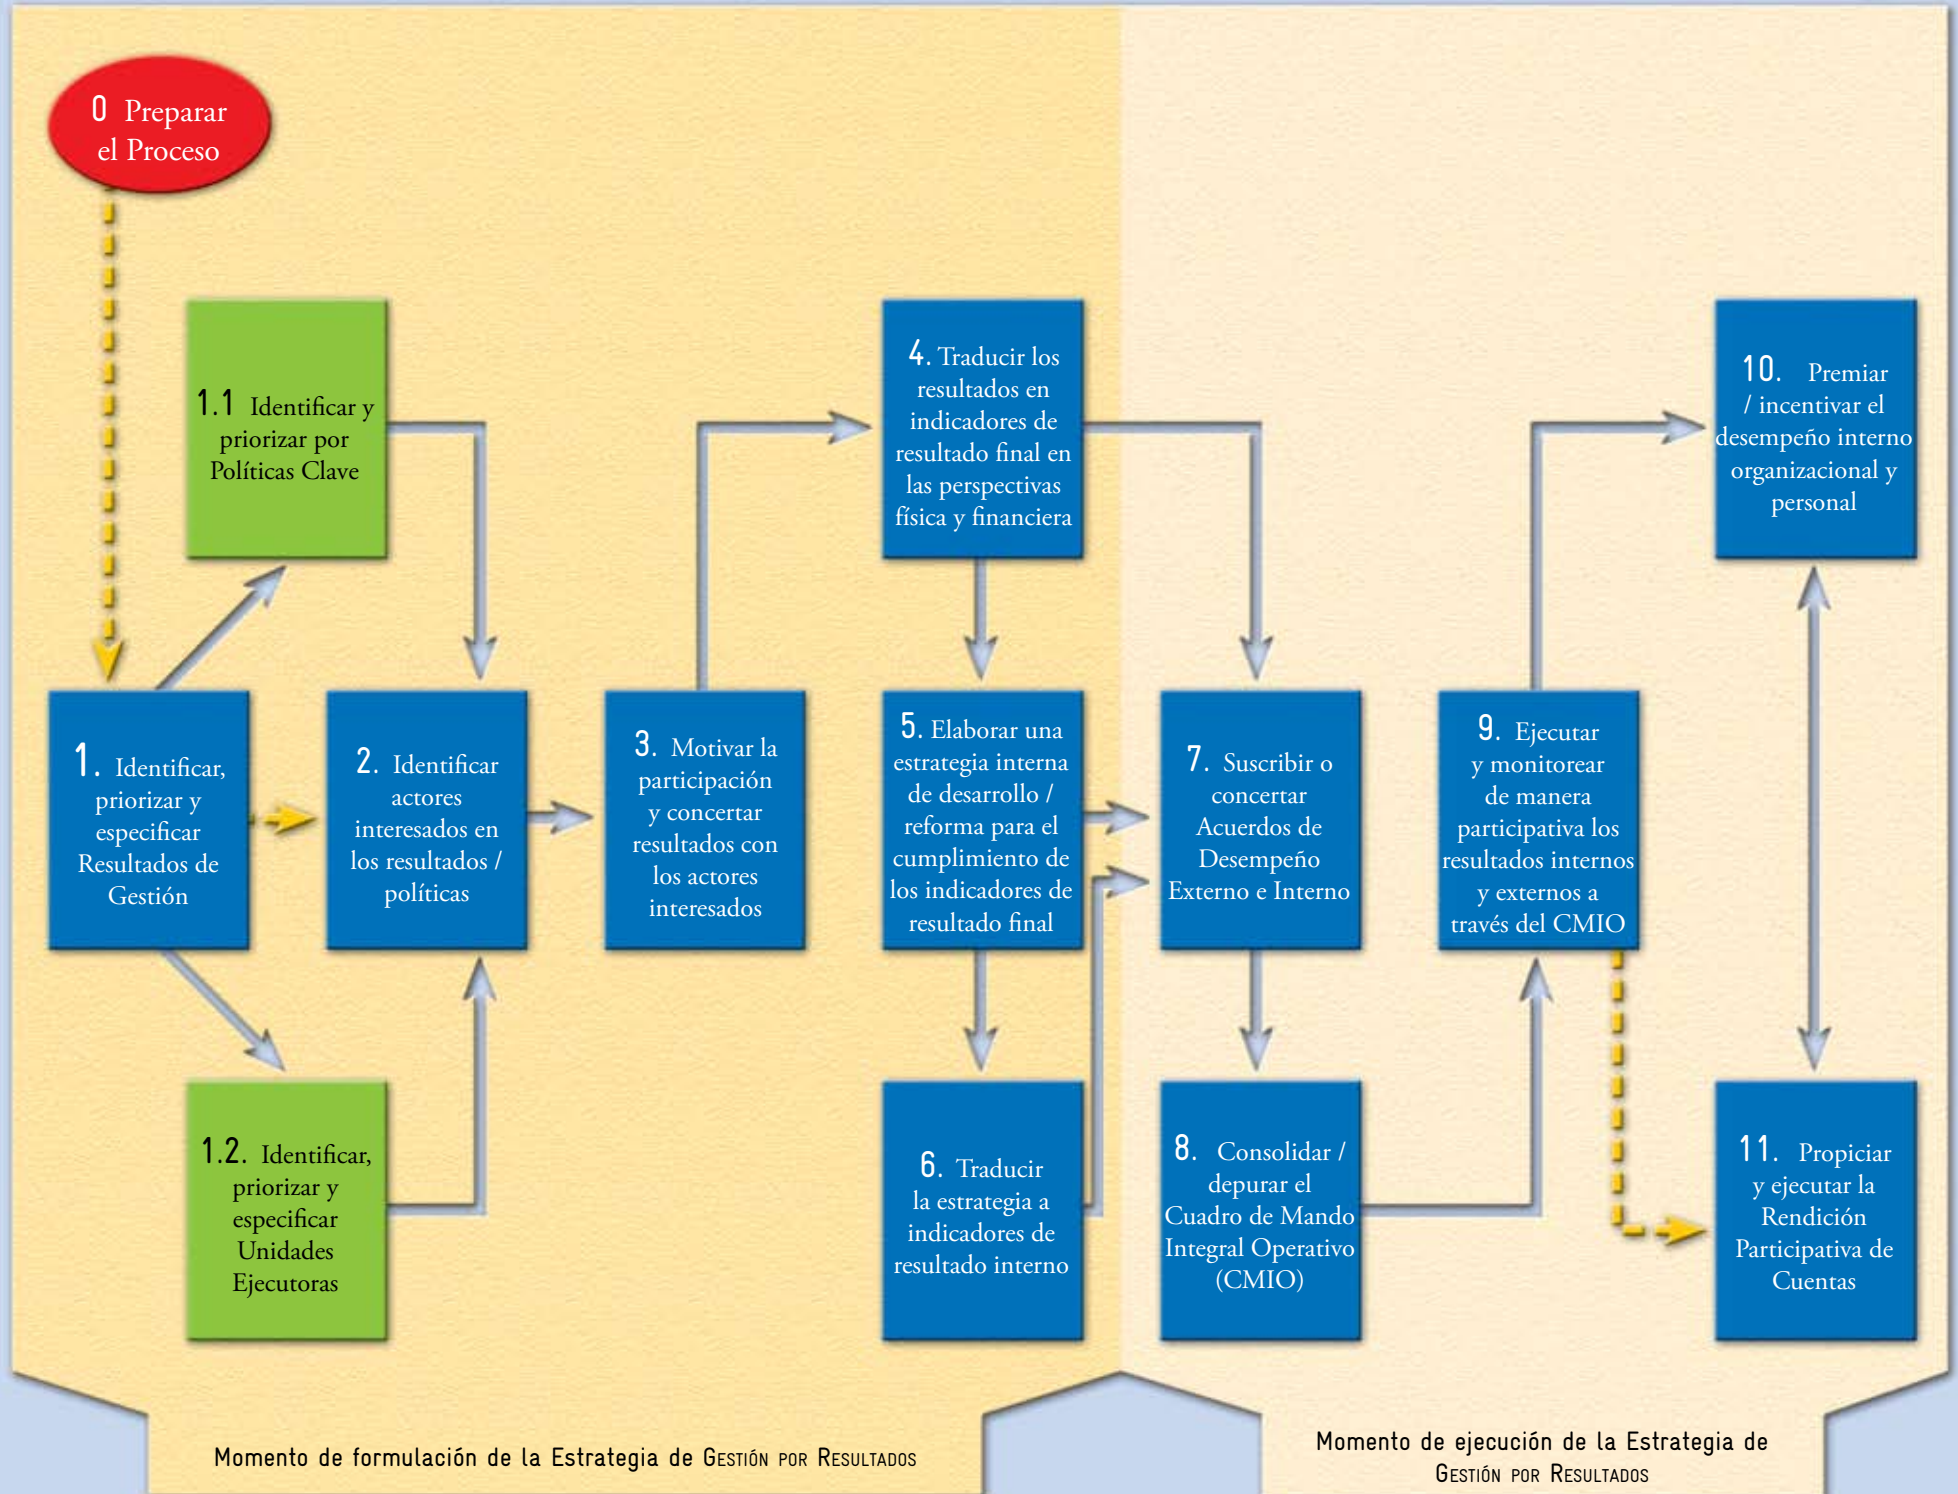 0 Preparar
el Proceso
1.1 Identificar y
priorizar por
Políticas Clave
4. Traducir los
resultados en
indicadores de
resultado final en
las perspectivas
física y financiera
10. Premiar
/ incentivar el
desempeño interno
organizacional y
personal
1. Identificar,
priorizar y
especificar
Resultados de
Gestión
2. Identificar
actores
interesados en
los resultados /
políticas
3. Motivar la
participación
y concertar
resultados con
los actores
interesados
5. Elaborar una
estrategia interna
de desarrollo /
reforma para el
cumplimiento de
los indicadores de
resultado final
7. Suscribir o
concertar
Acuerdos de
Desempeño
Externo e Interno
9. Ejecutar
y monitorear
de manera
participativa los
resultados internos
y externos a
través del CMIO
1.2. Identificar,
priorizar y
especificar
Unidades
Ejecutoras
6. Traducir
la estrategia a
indicadores de
resultado interno
8. Consolidar /
depurar el
Cuadro de Mando
Integral Operativo
(CMIO)
11. Propiciar
y ejecutar la
Rendición
Participativa de
Cuentas
Momento de formulación de la Estrategia de GESTIÓN POR RESULTADOS
Momento de ejecución de la Estrategia de
GESTIÓN POR RESULTADOS